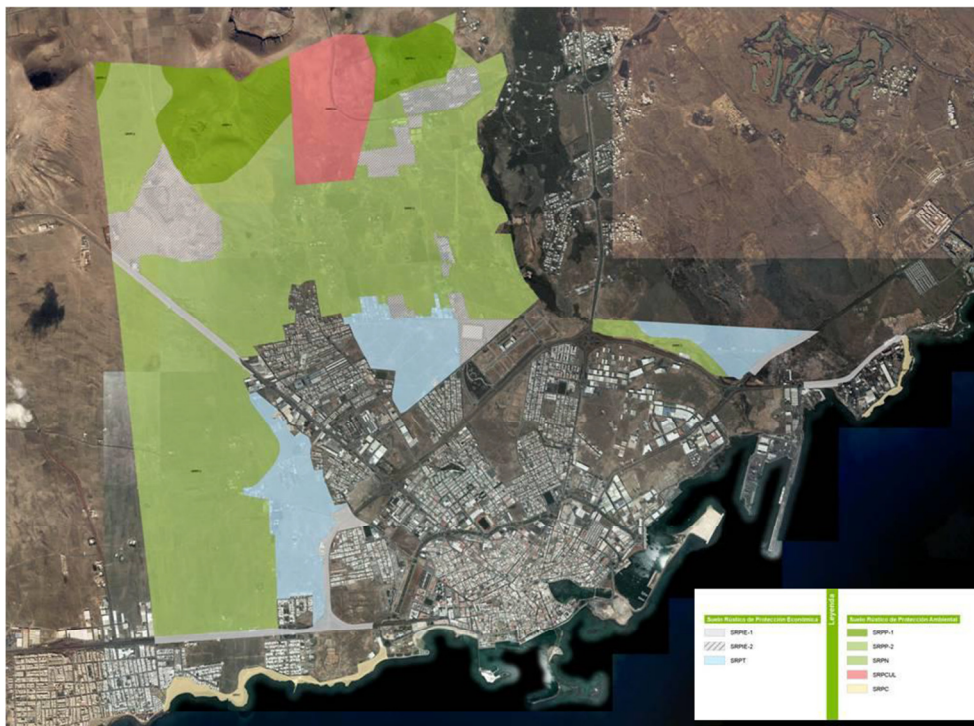 Leyenda
Suelo Rústico de Protección Económica
SRPIE-1
SRPIE-2
SRPT
Suelo Rústico de Protección Ambiental
SRPP-1
SRPP-2
SRPN
SRPCUL
SRPC